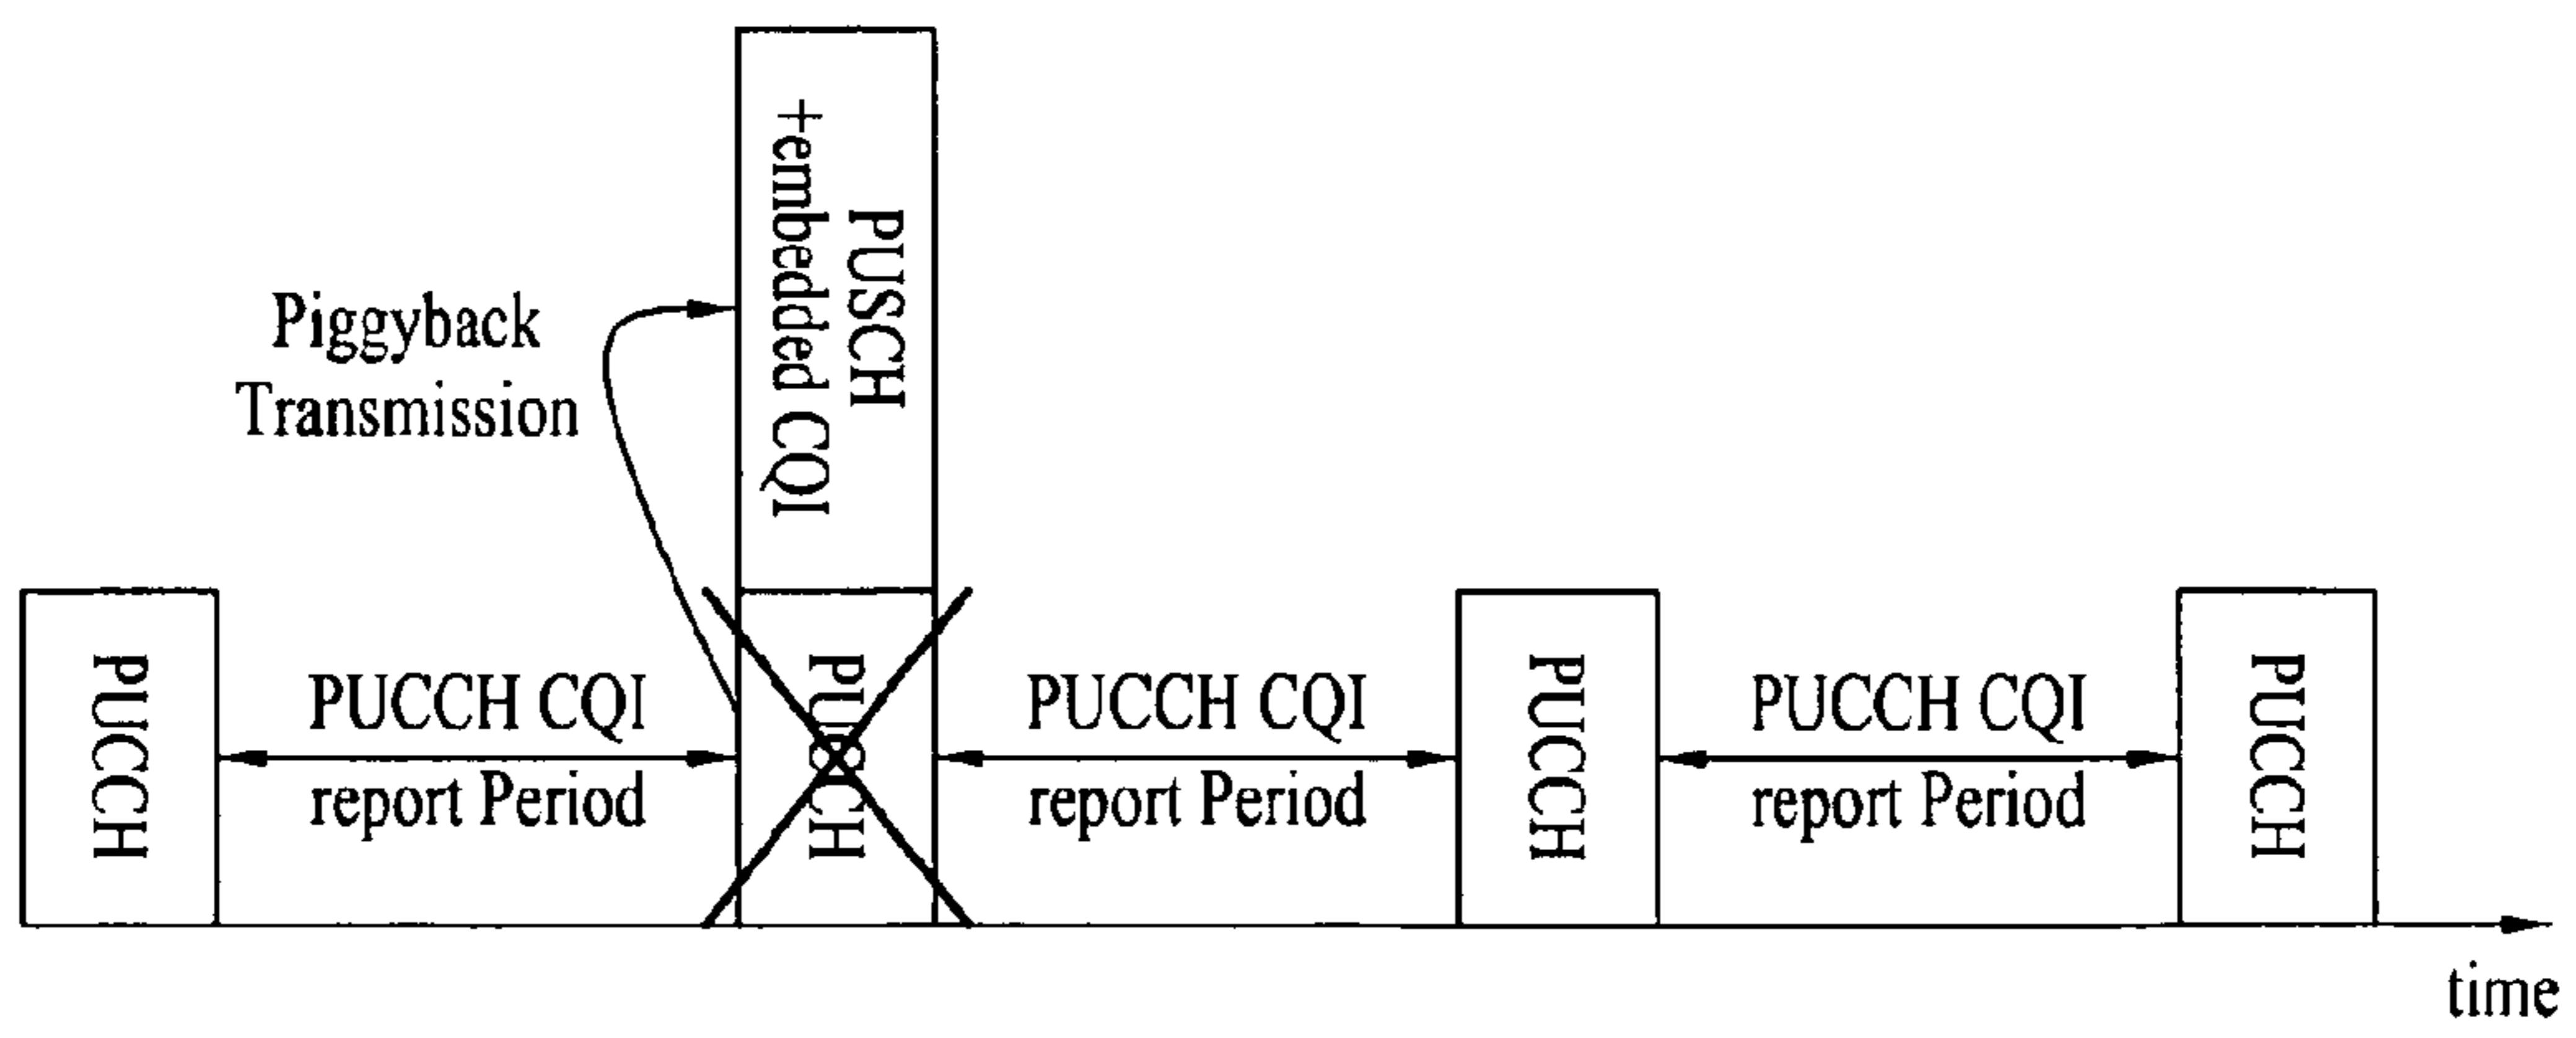 PUSCH
+embedded CQI
Piggyback
Transmission
PUCCH
PUCCH CQI
report Period
PUCCH
PUCCH CQI
report Period
PUCCH
PUCCH CQI
report Period
PUCCH
time